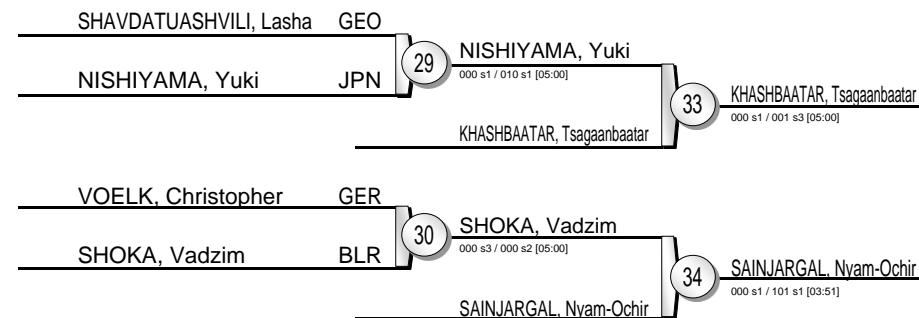 SHAVDATUASHVILI, Lasha GEO
NISHIYAMA, Yuki JPN
29
NISHIYAMA, Yuki
000 s1 / 010 s1 [05:00]
KHASHBAATAR, Tsagaanbaatar
33
KHASHBAATAR, Tsagaanbaatar
000 s1 / 001 s3 [05:00]
VOELK, Christopher GER
SHOKA, Vadzim BLR
30
SHOKA, Vadzim
000 s3 / 000 s2 [05:00]
SAINJARGAL, Nyam-Ochir
34
SAINJARGAL, Nyam-Ochir
000 s1 / 101 s1 [03:51]